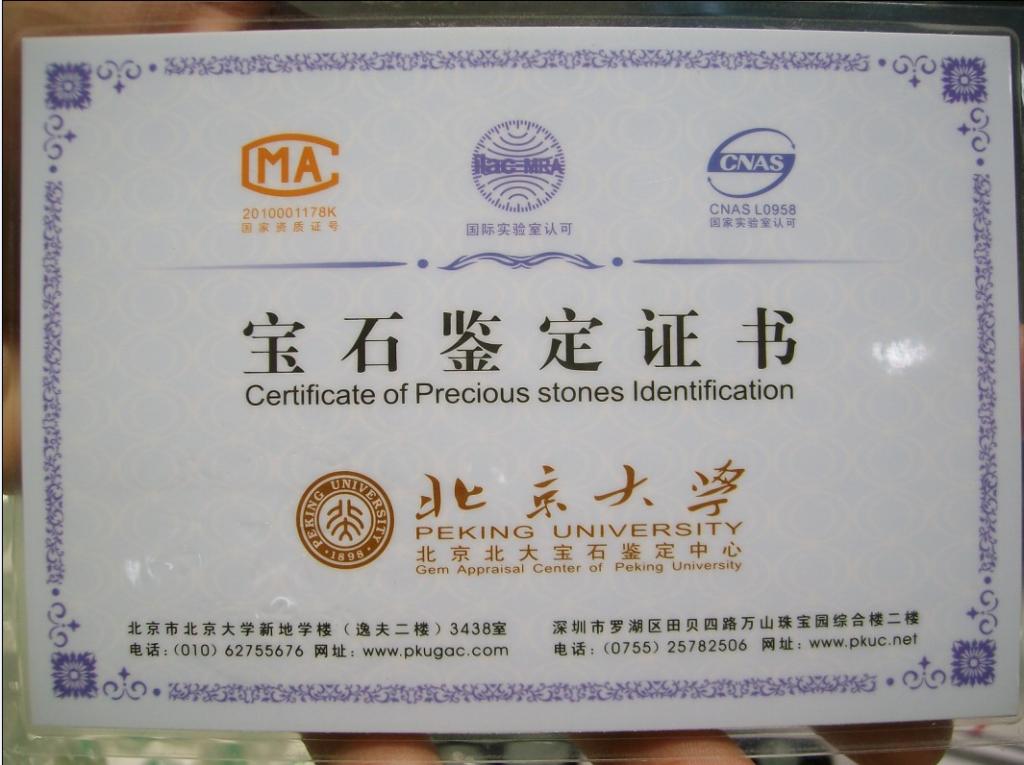 CMA
ilac-MRA
CNAS
2010001178K
国家资质证号
国际实验室认可
CNAS L0958
国家实验室认可
宝石鉴定证书
Certificate of Precious stones Identification
PEKING UNIVERSITY
·1898·
北京大学
PEKING UNIVERSITY
北京北大宝石鉴定中心
Gem Appraisal Center of Peking University
北京市北京大学新地学楼（逸夫二楼）3438室
电话：(010) 62755676 网址：www.pkugac.com
深圳市罗湖区田贝四路万山珠宝园综合楼二楼
电话：(0755) 25782506 网址：www.pkuc.net